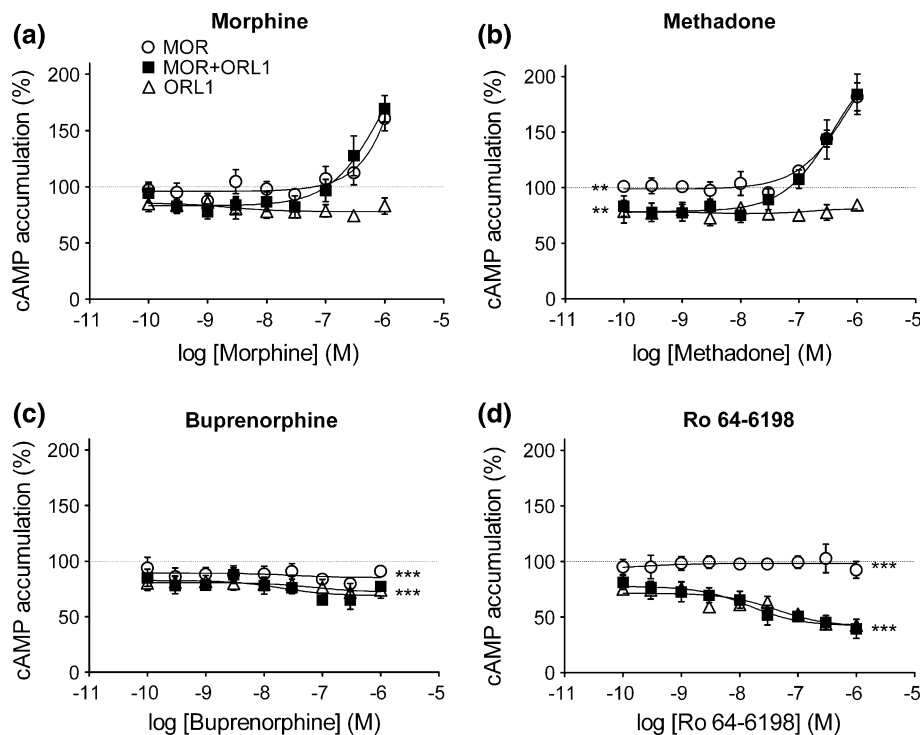 (a) Morphine
MOR
MOR+ORL1
ORL1
cAMP accumulation (%)
200
150
100
50
0
-11 -10 -9 -8 -7 -6 -5
log [Morphine] (M)
(b) Methadone
cAMP accumulation (%)
200
150
100
50
0
**
**
-11 -10 -9 -8 -7 -6 -5
log [Methadone] (M)
(c) Buprenorphine
cAMP accumulation (%)
200
150
100
50
0
***
***
-11 -10 -9 -8 -7 -6 -5
log [Buprenorphine] (M)
(d) Ro 64-6198
cAMP accumulation (%)
200
150
100
50
0
***
***
-11 -10 -9 -8 -7 -6 -5
log [Ro 64-6198] (M)